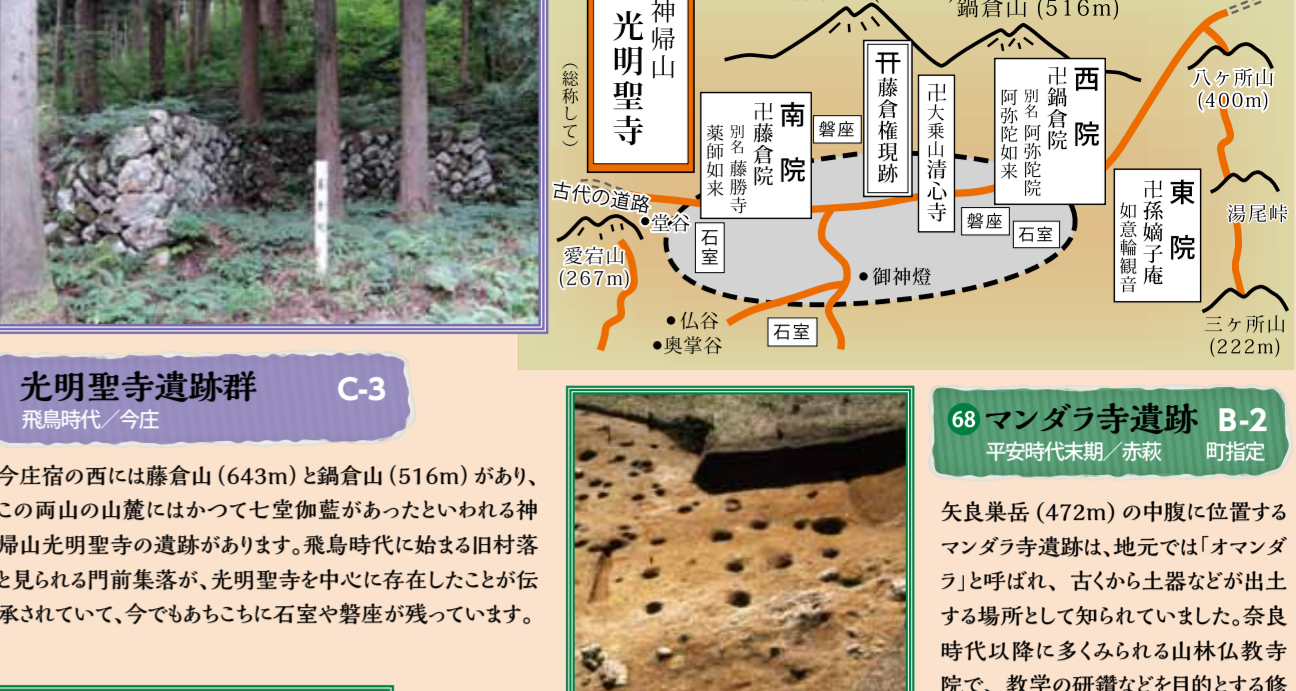 神帰山
光明聖寺
（総称して）
鍋倉山 (516m)
八ヶ所山
(400m)
湯尾峠
三ヶ所山
(222m)
西院
卍鍋倉院
別名 阿弥陀院
阿弥陀如来
東院
卍孫嫡子庵
如意輪観音
卍大乗山清心寺
藤倉権現跡
磐座
南院
卍藤倉院
別名 藤勝寺
薬師如来
古代の道路
●堂谷
愛宕山
(267m)
石室
磐座
石室
●御神燈
●仏谷
●奥掌谷
石室
光明聖寺遺跡群 C-3
飛鳥時代／今庄
今庄宿の西には藤倉山 (643m) と鍋倉山 (516m) があり、
この両山の山麓にはかつて七堂伽藍があったといわれる神
帰山光明聖寺の遺跡があります。飛鳥時代に始まる旧村落
と見られる門前集落が、光明聖寺を中心に存在したことが伝
承されていて、今でもあちこちに石室や磐座が残っています。
68 マンダラ寺遺跡 B-2
平安時代末期／赤萩 町指定
矢良巣岳 (472m) の中腹に位置する
マンダラ寺遺跡は、地元では「オマンダ
ラ」と呼ばれ、古くから土器などが出土
する場所として知られていました。奈良
時代以降に多くみられる山林仏教寺
院で、教学の研鑽などを目的とする修